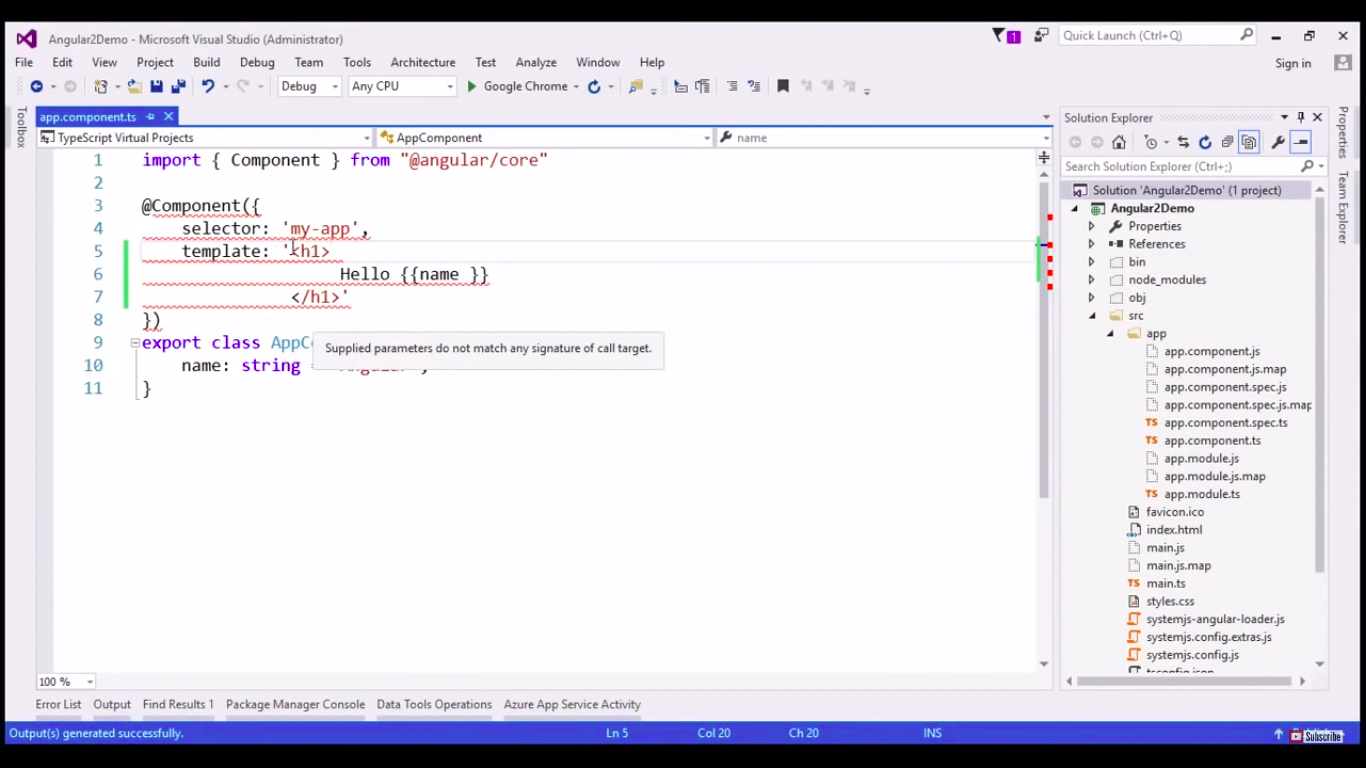 Angular2Demo - Microsoft Visual Studio (Administrator)
1
Quick Launch (Ctrl+Q)
File Edit View Project Build Debug Team Tools Architecture Test Analyze Window Help
Sign in
Debug Any CPU Google Chrome
Toolbox
app.component.ts
TypeScript Virtual Projects AppComponent name
1 import { Component } from "@angular/core"
2
3 @Component({
4 selector: 'my-app',
5 template: '<h1>
6 Hello {{name }}
7 </h1>'
8 })
9 export class AppC
Supplied parameters do not match any signature of call target.
10 name: string =
11 }
100 %
Solution Explorer
Search Solution Explorer (Ctrl+;)
Solution 'Angular2Demo' (1 project)
Angular2Demo
Properties
References
bin
node_modules
obj
src
app
app.component.js
app.component.js.map
app.component.spec.js
app.component.spec.js.map
app.component.spec.ts
app.component.ts
app.module.js
app.module.js.map
app.module.ts
favicon.ico
index.html
main.js
main.js.map
main.ts
styles.css
systemjs-angular-loader.js
systemjs.config.extras.js
systemjs.config.js
tsconfig.json
Properties
Team Explorer
Error List Output Find Results 1 Package Manager Console Data Tools Operations Azure App Service Activity
Output(s) generated successfully. Ln 5 Col 20 Ch 20 INS
Subscribe